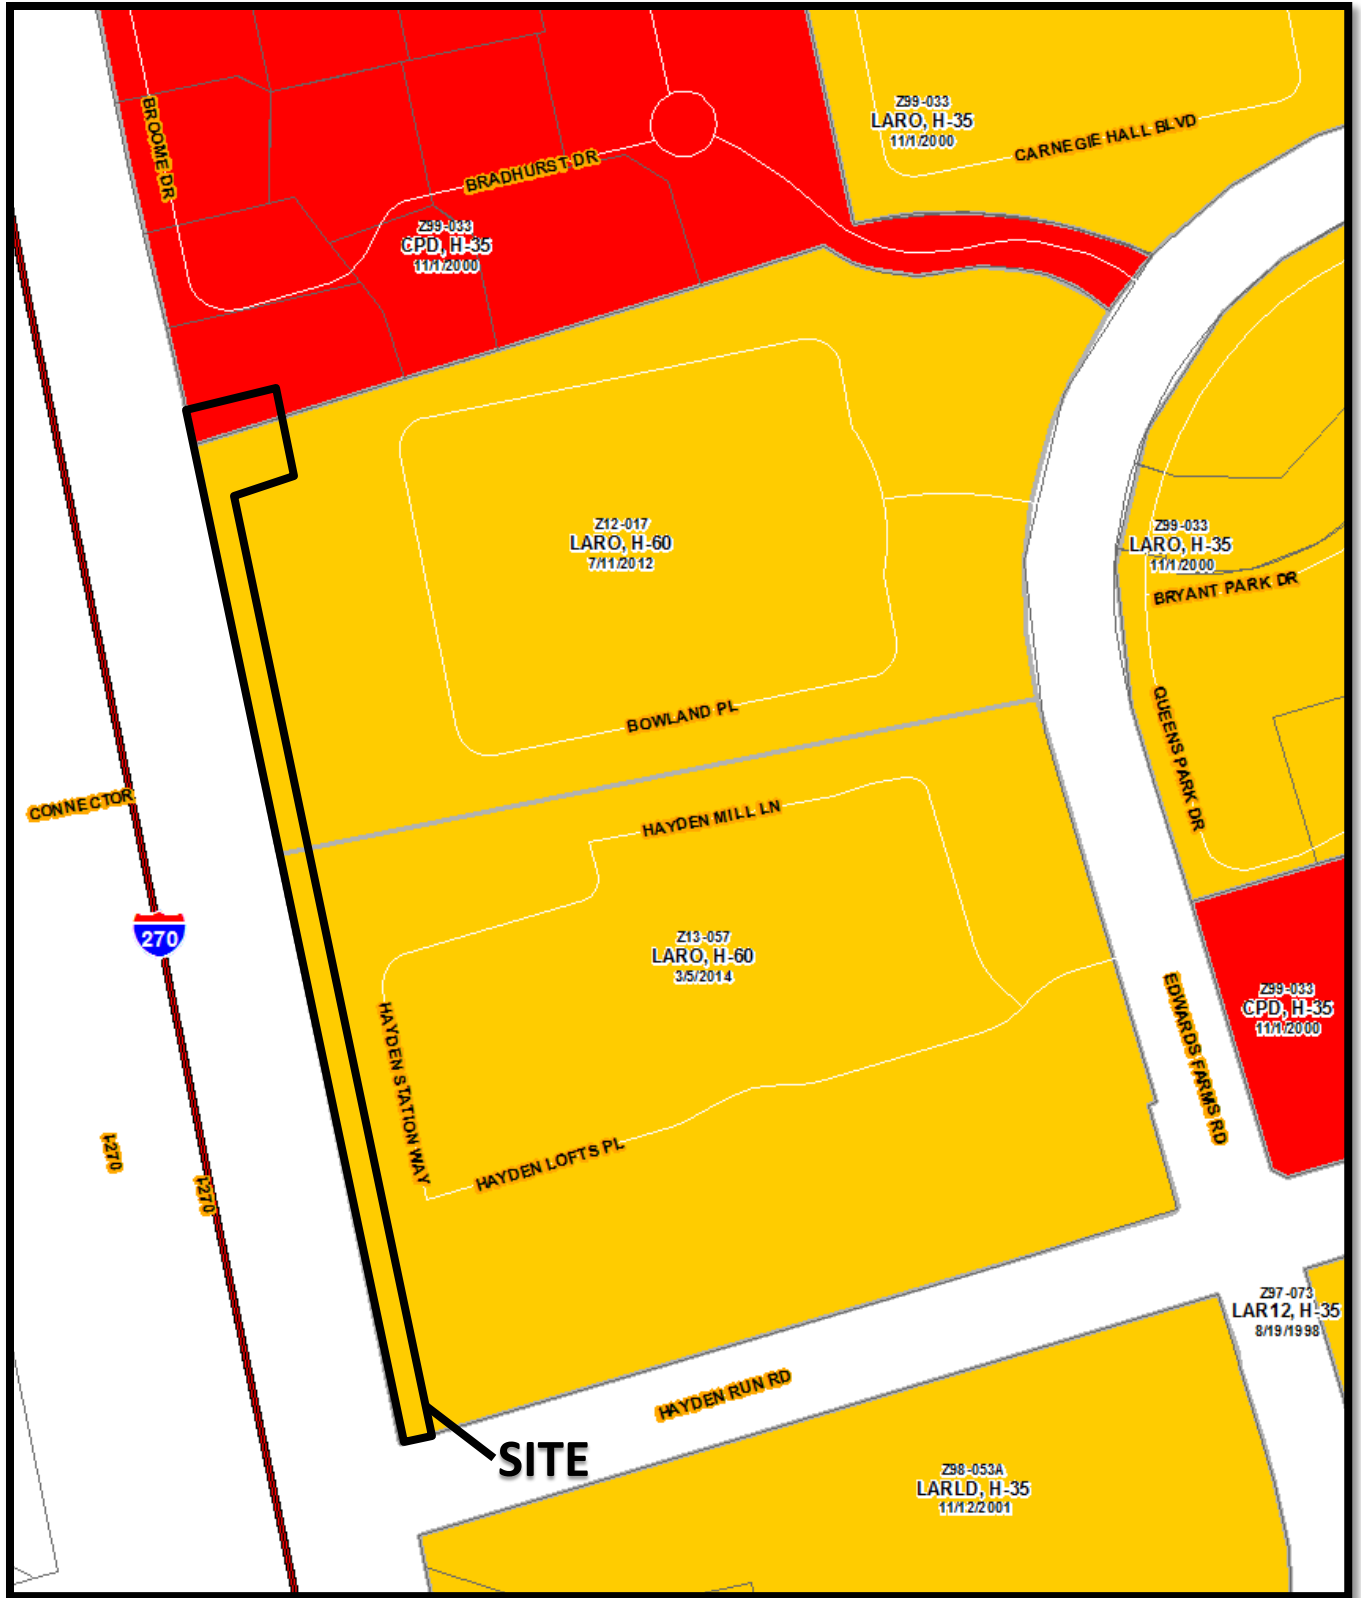 Z99-033
LARO, H-35
11/1/2000
CARNEGIE HALL BLVD
BROOME DR
BRADHURST DR
Z99-033
CPD, H-35
11/1/2000
Z12-017
LARO, H-60
7/11/2012
Z99-033
LARO, H-35
11/1/2000
BRYANT PARK DR
BOWLAND PL
QUEENS PARK DR
CONNECTOR
HAYDEN MILL LN
270
Z13-057
LARO, H-60
3/5/2014
Z99-033
CPD, H-35
11/1/2000
HAYDEN STATION WAY
EDWARDS FARMS RD
I-270
I-270
HAYDEN LOFTS PL
Z97-073
LAR12, H-35
8/19/1998
HAYDEN RUN RD
SITE
Z98-053A
LARLD, H-35
11/12/2001